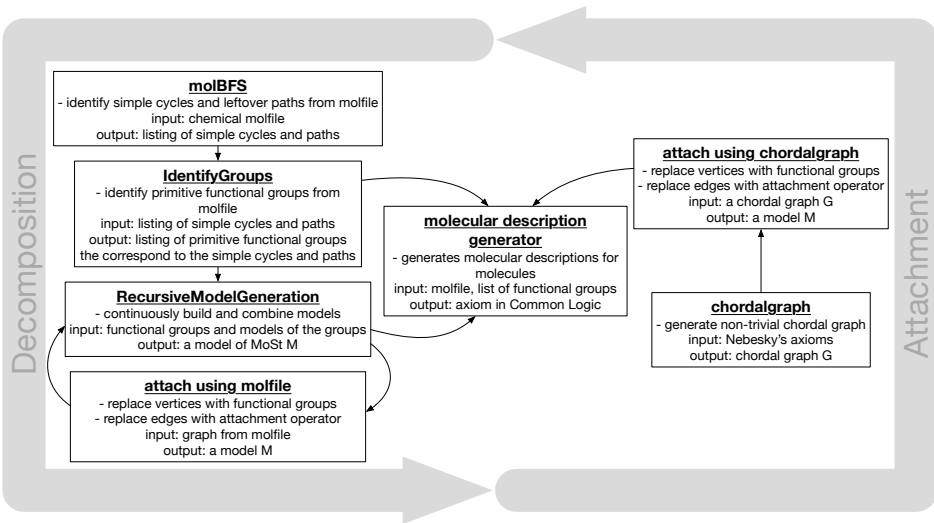 Decomposition
molBFS
- identify simple cycles and leftover paths from molfile
input: chemical molfile
output: listing of simple cycles and paths
IdentifyGroups
- identify primitive functional groups from
molfile
input: listing of simple cycles and paths
output: listing of primitive functional groups
the correspond to the simple cycles and paths
RecursiveModelGeneration
- continuously build and combine models
input: functional groups and models of the groups
output: a model of MoSt M
attach using molfile
- replace vertices with functional groups
- replace edges with attachment operator
input: graph from molfile
output: a model M
molecular description
generator
- generates molecular descriptions for
molecules
input: molfile, list of functional groups
output: axiom in Common Logic
attach using chordalgraph
- replace vertices with functional groups
- replace edges with attachment operator
input: a chordal graph G
output: a model M
chordalgraph
- generate non-trivial chordal graph
input: Nebesky's axioms
output: chordal graph G
Attachment